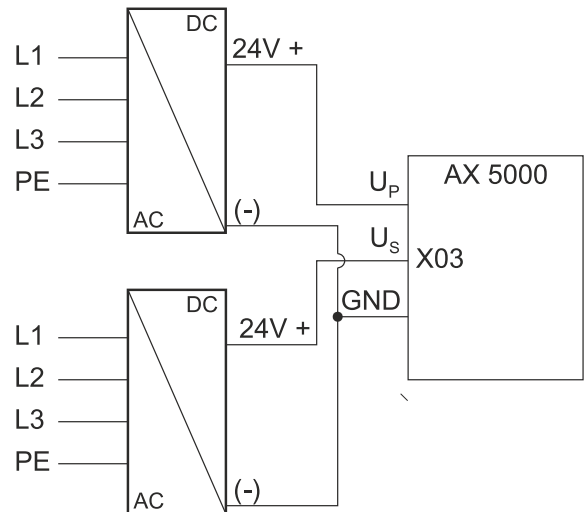 DC
L1
24V +
L2
L3
AX 5000
PE
U_P
AC
(-)
U_S
X03
DC
GND
L1
24V +
L2
L3
PE
AC
(-)